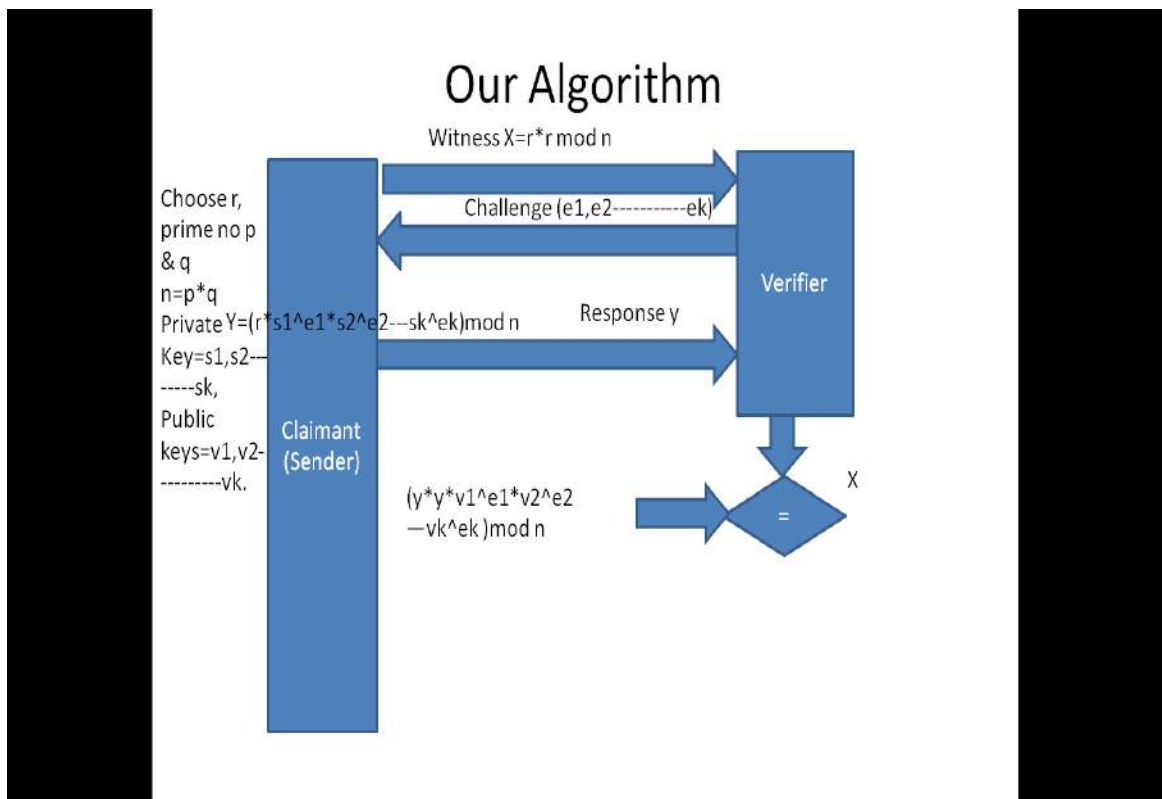 Our Algorithm
Witness X=r*r mod n
Choose r,
prime no p
& q
n=p*q
Private
Key=s1,s2---
-----sk,
Public
keys=v1,v2-
---------vk.
Challenge (e1,e2-----------ek)
Verifier
Y=(r*s1^e1*s2^e2---sk^ek)mod n
Response y
Claimant
(Sender)
(y*y*v1^e1*v2^e2
—vk^ek )mod n
=
X